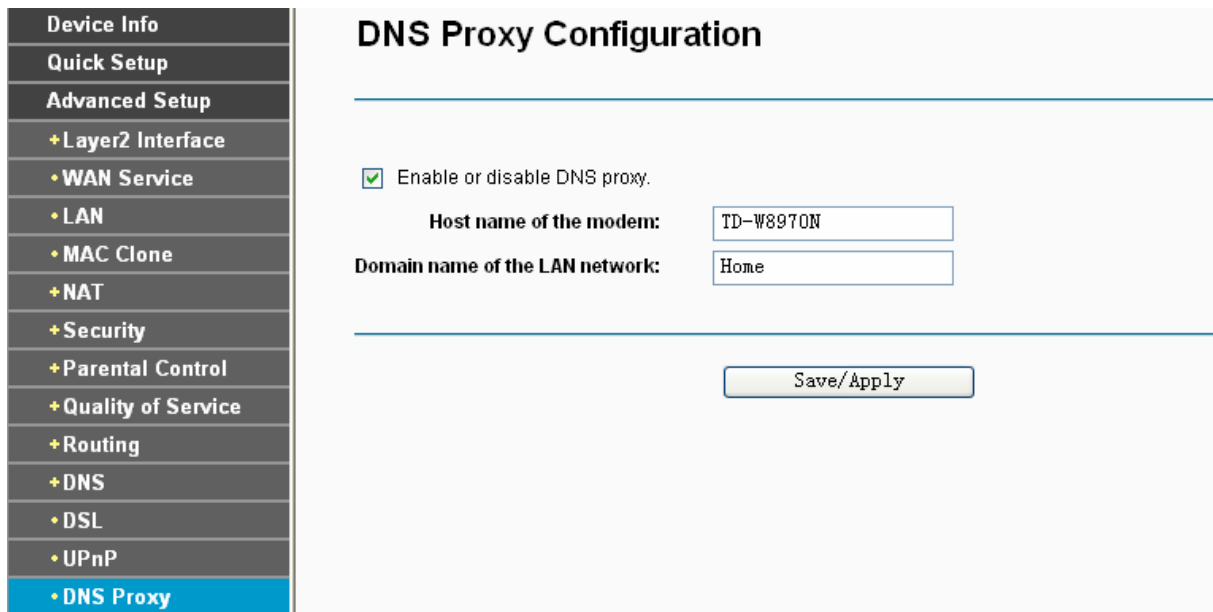 Device Info
Quick Setup
Advanced Setup
+Layer2 Interface
•WAN Service
•LAN
•MAC Clone
+NAT
+Security
+Parental Control
+Quality of Service
+Routing
+DNS
•DSL
•UPnP
•DNS Proxy
DNS Proxy Configuration
Enable or disable DNS proxy.
Host name of the modem: TD-W8970N
Domain name of the LAN network: Home
Save/Apply